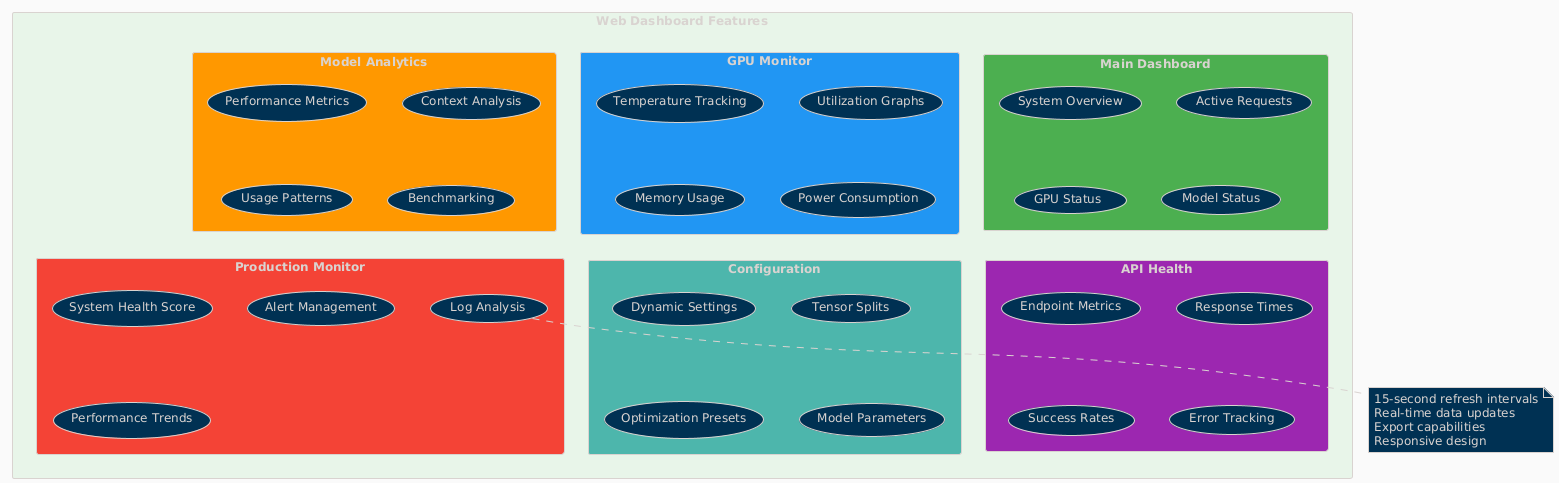 Web Dashboard Features
Model Analytics
Performance Metrics
Context Analysis
Usage Patterns
Benchmarking
GPU Monitor
Temperature Tracking
Utilization Graphs
Memory Usage
Power Consumption
Main Dashboard
System Overview
Active Requests
GPU Status
Model Status
Production Monitor
System Health Score
Alert Management
Log Analysis
Performance Trends
Configuration
Dynamic Settings
Tensor Splits
Optimization Presets
Model Parameters
API Health
Endpoint Metrics
Response Times
Success Rates
Error Tracking
15-second refresh intervals
Real-time data updates
Export capabilities
Responsive design